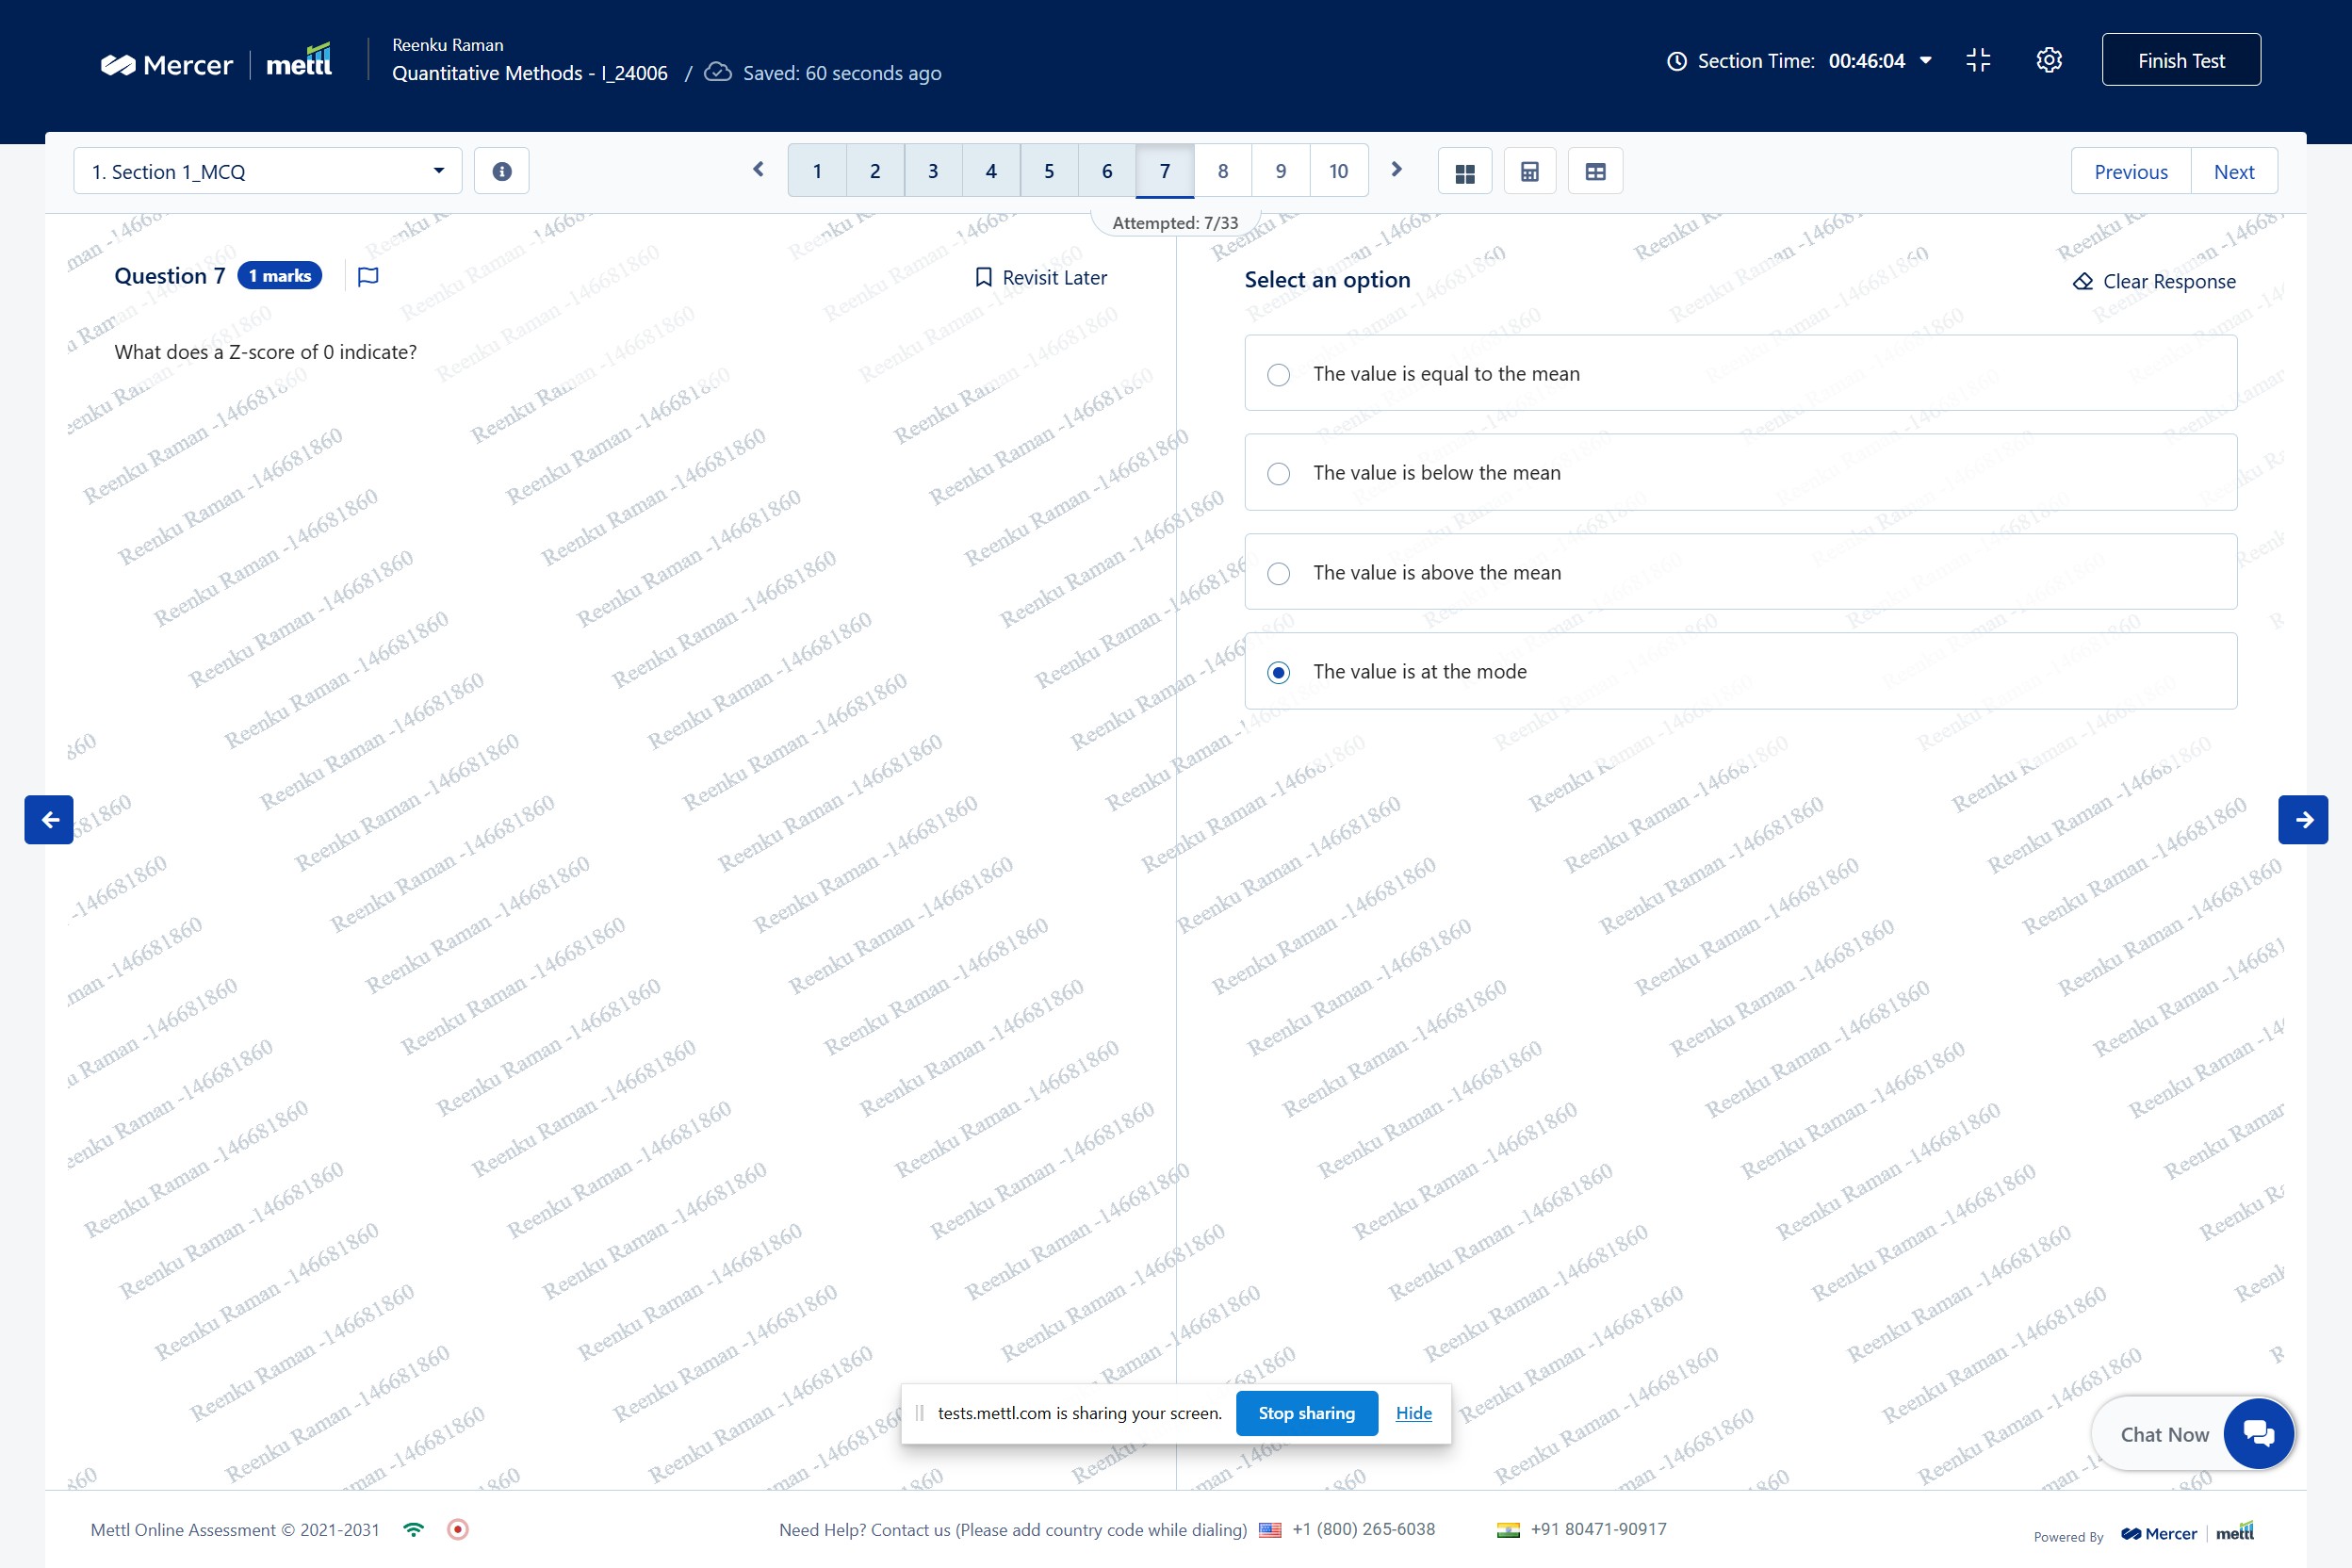 Mercer | mettl
Reenku Raman
Quantitative Methods - I_24006 / Saved: 60 seconds ago
Section Time: 00:46:04
Finish Test
1. Section 1_MCQ
1 2 3 4 5 6 7 8 9 10
Previous Next
Attempted: 7/33
Question 7 1 marks
Revisit Later
What does a Z-score of 0 indicate?
Select an option
Clear Response
The value is equal to the mean
The value is below the mean
The value is above the mean
The value is at the mode
Reenku Raman -146681860
tests.mettl.com is sharing your screen. Stop sharing Hide
Chat Now
Mettl Online Assessment © 2021-2031
Need Help? Contact us (Please add country code while dialing) +1 (800) 265-6038 +91 80471-90917
Powered By Mercer | mettl